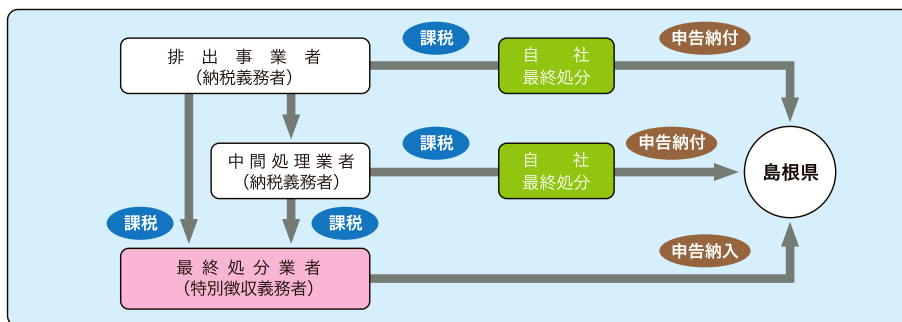 排出事業者
(納税義務者)
課税
自社
最終処分
申告納付
中間処理業者
(納税義務者)
課税
自社
最終処分
申告納付
島根県
課税
課税
最終処分業者
(特別徴収義務者)
申告納入